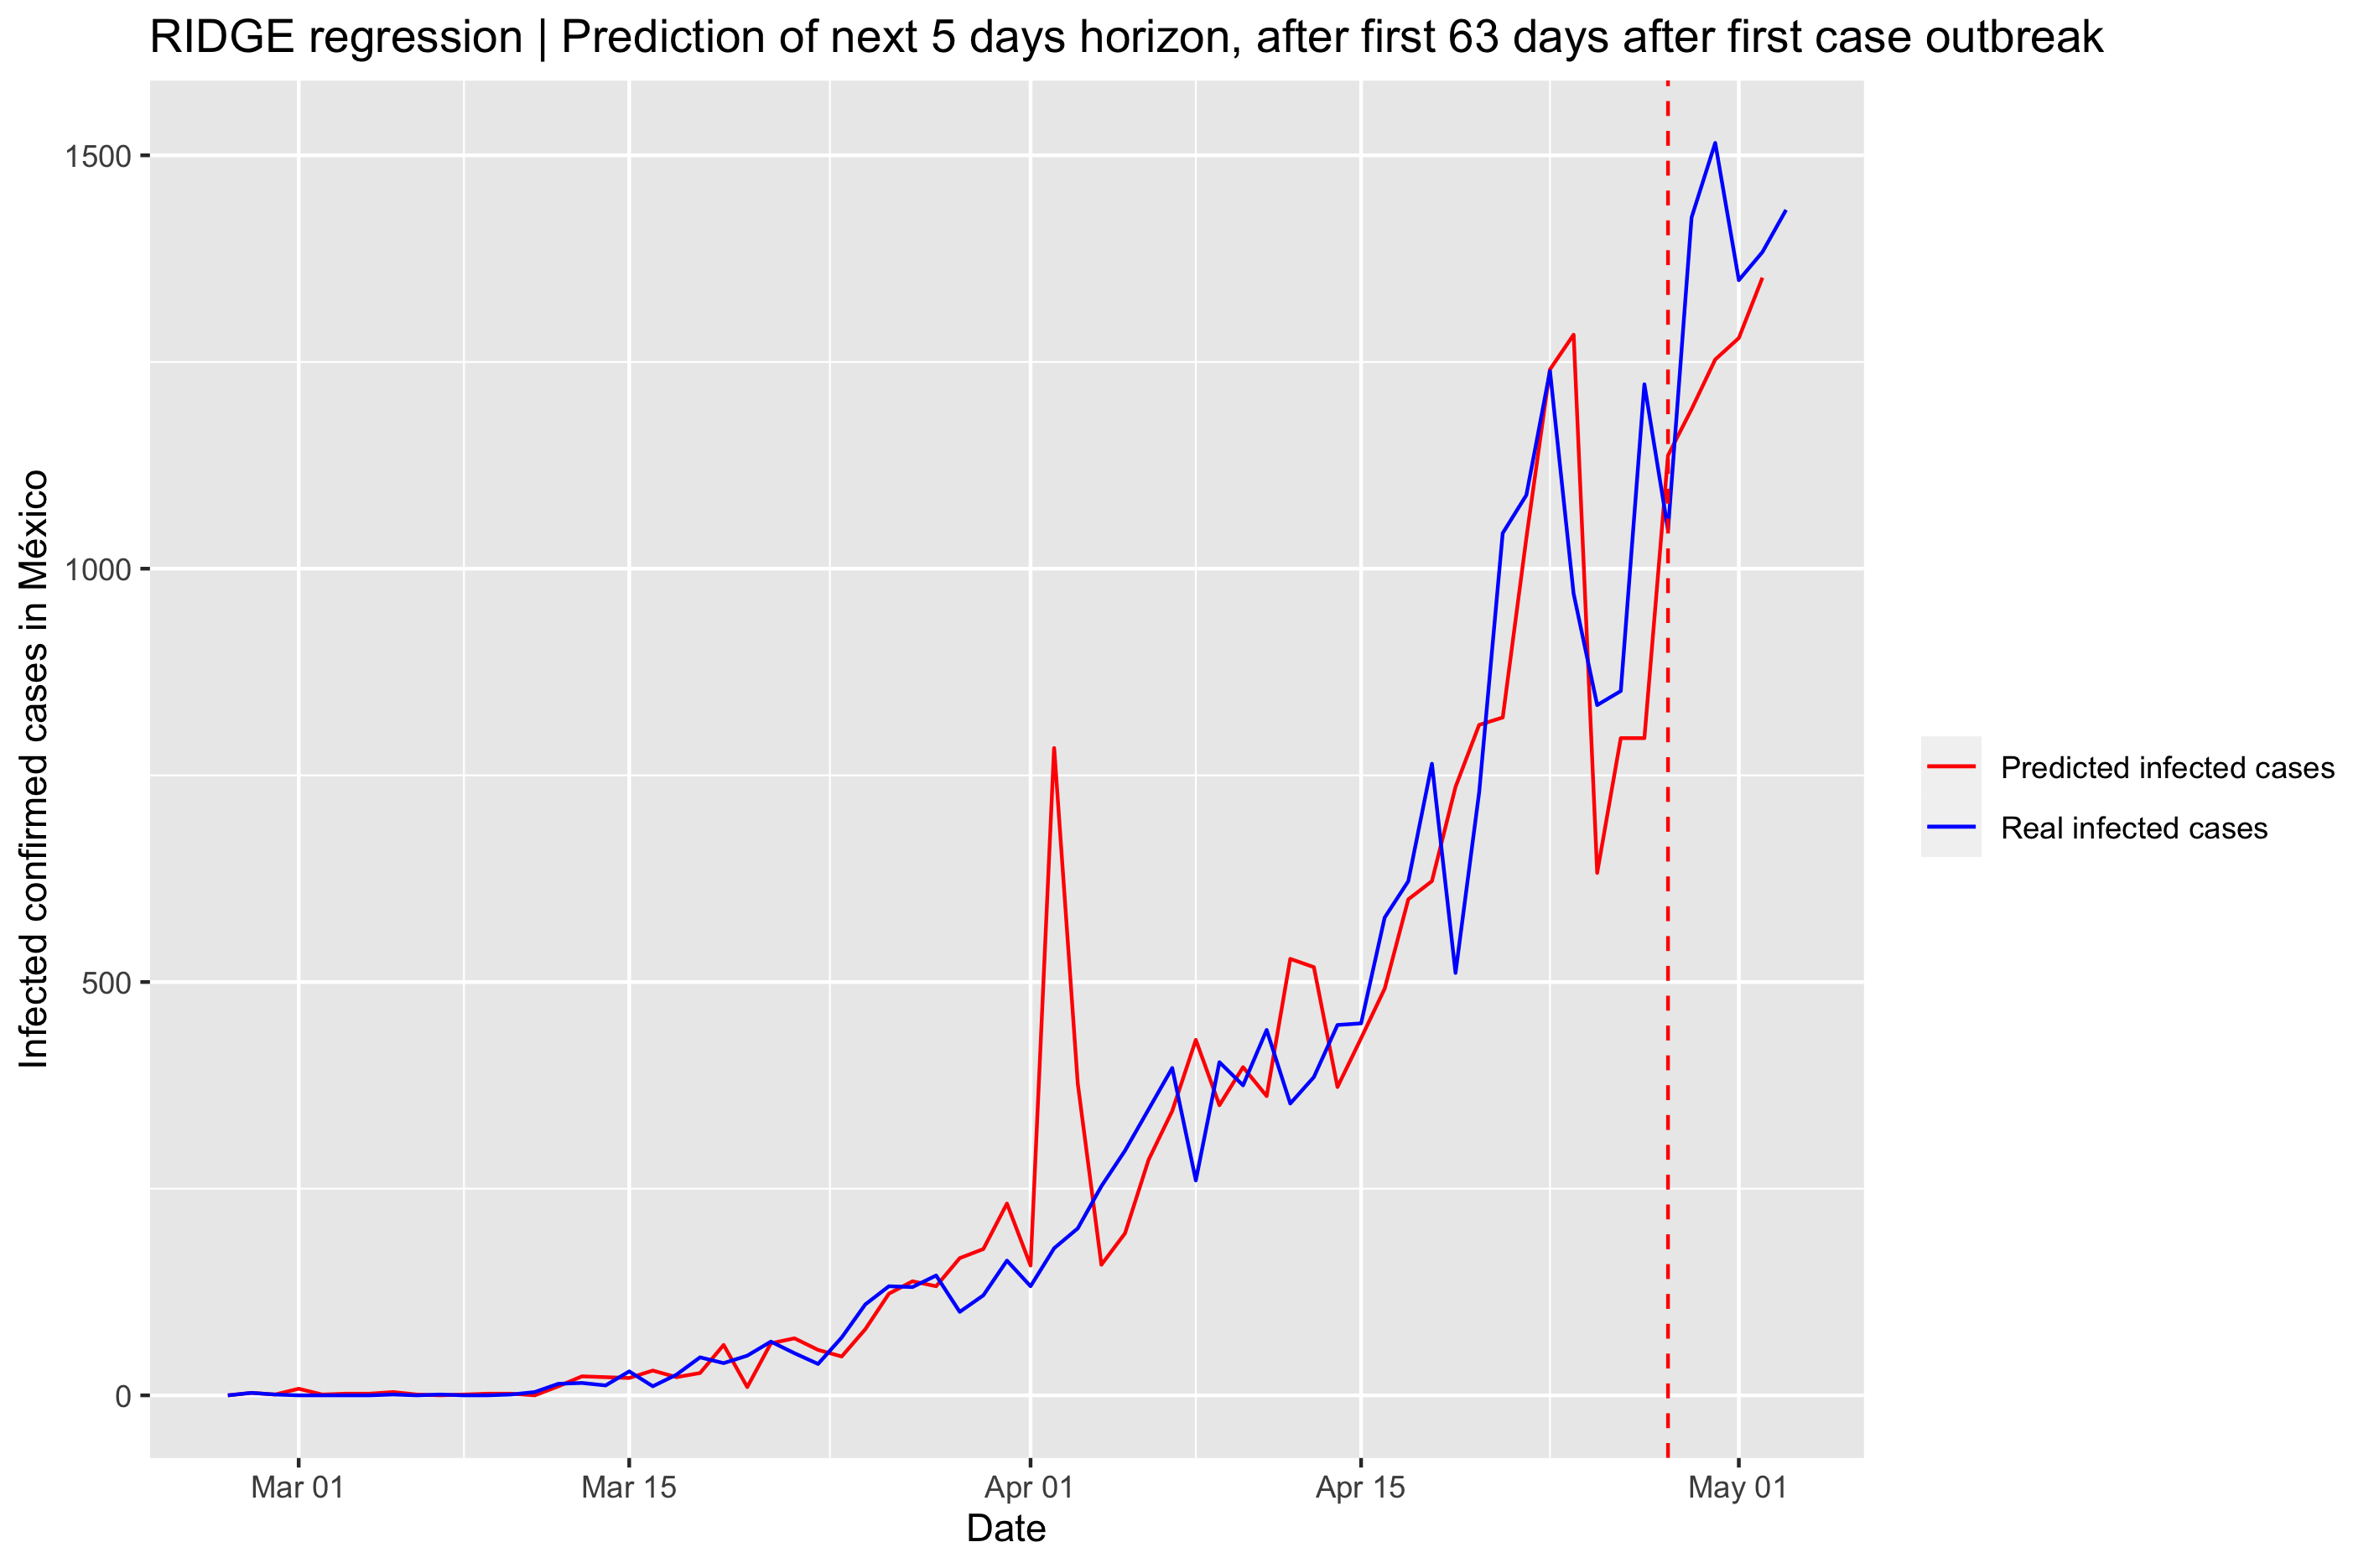 RIDGE regression | Prediction of next 5 days horizon, after first 63 days after first case outbreak
Infected confirmed cases in México
1500
1000
500
0
Mar 01
Mar 15
Apr 01
Apr 15
May 01
Date
Predicted infected cases
Real infected cases